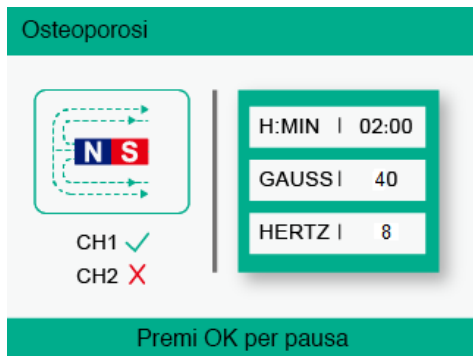 Osteoporosi
N S
CH1 ✓
CH2 X
H:MIN | 02:00
GAUSS | 40
HERTZ | 8
Premi OK per pausa